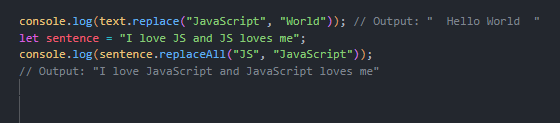 console.log(text.replace("JavaScript", "World")); // Output: "  Hello World  "
let sentence = "I love JS and JS loves me";
console.log(sentence.replaceAll("JS", "JavaScript"));
// Output: "I love JavaScript and JavaScript loves me"